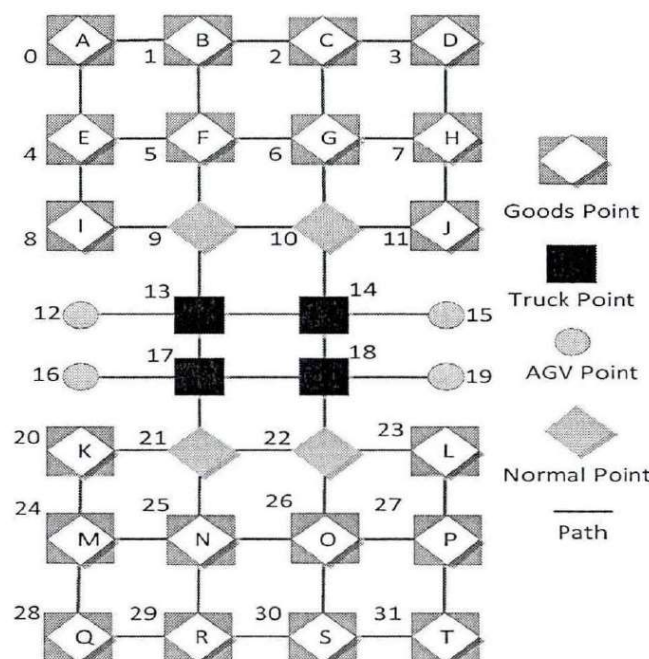 A B C D
0 1 2 3
E F G H
4 5 6 7
I J
8 9 10 11
13 14
12 15
17 18
16 19
20 21 22 23
K L
24 25 26 27
M N O P
28 29 30 31
Q R S T
Goods Point
Truck Point
AGV Point
Normal Point
Path